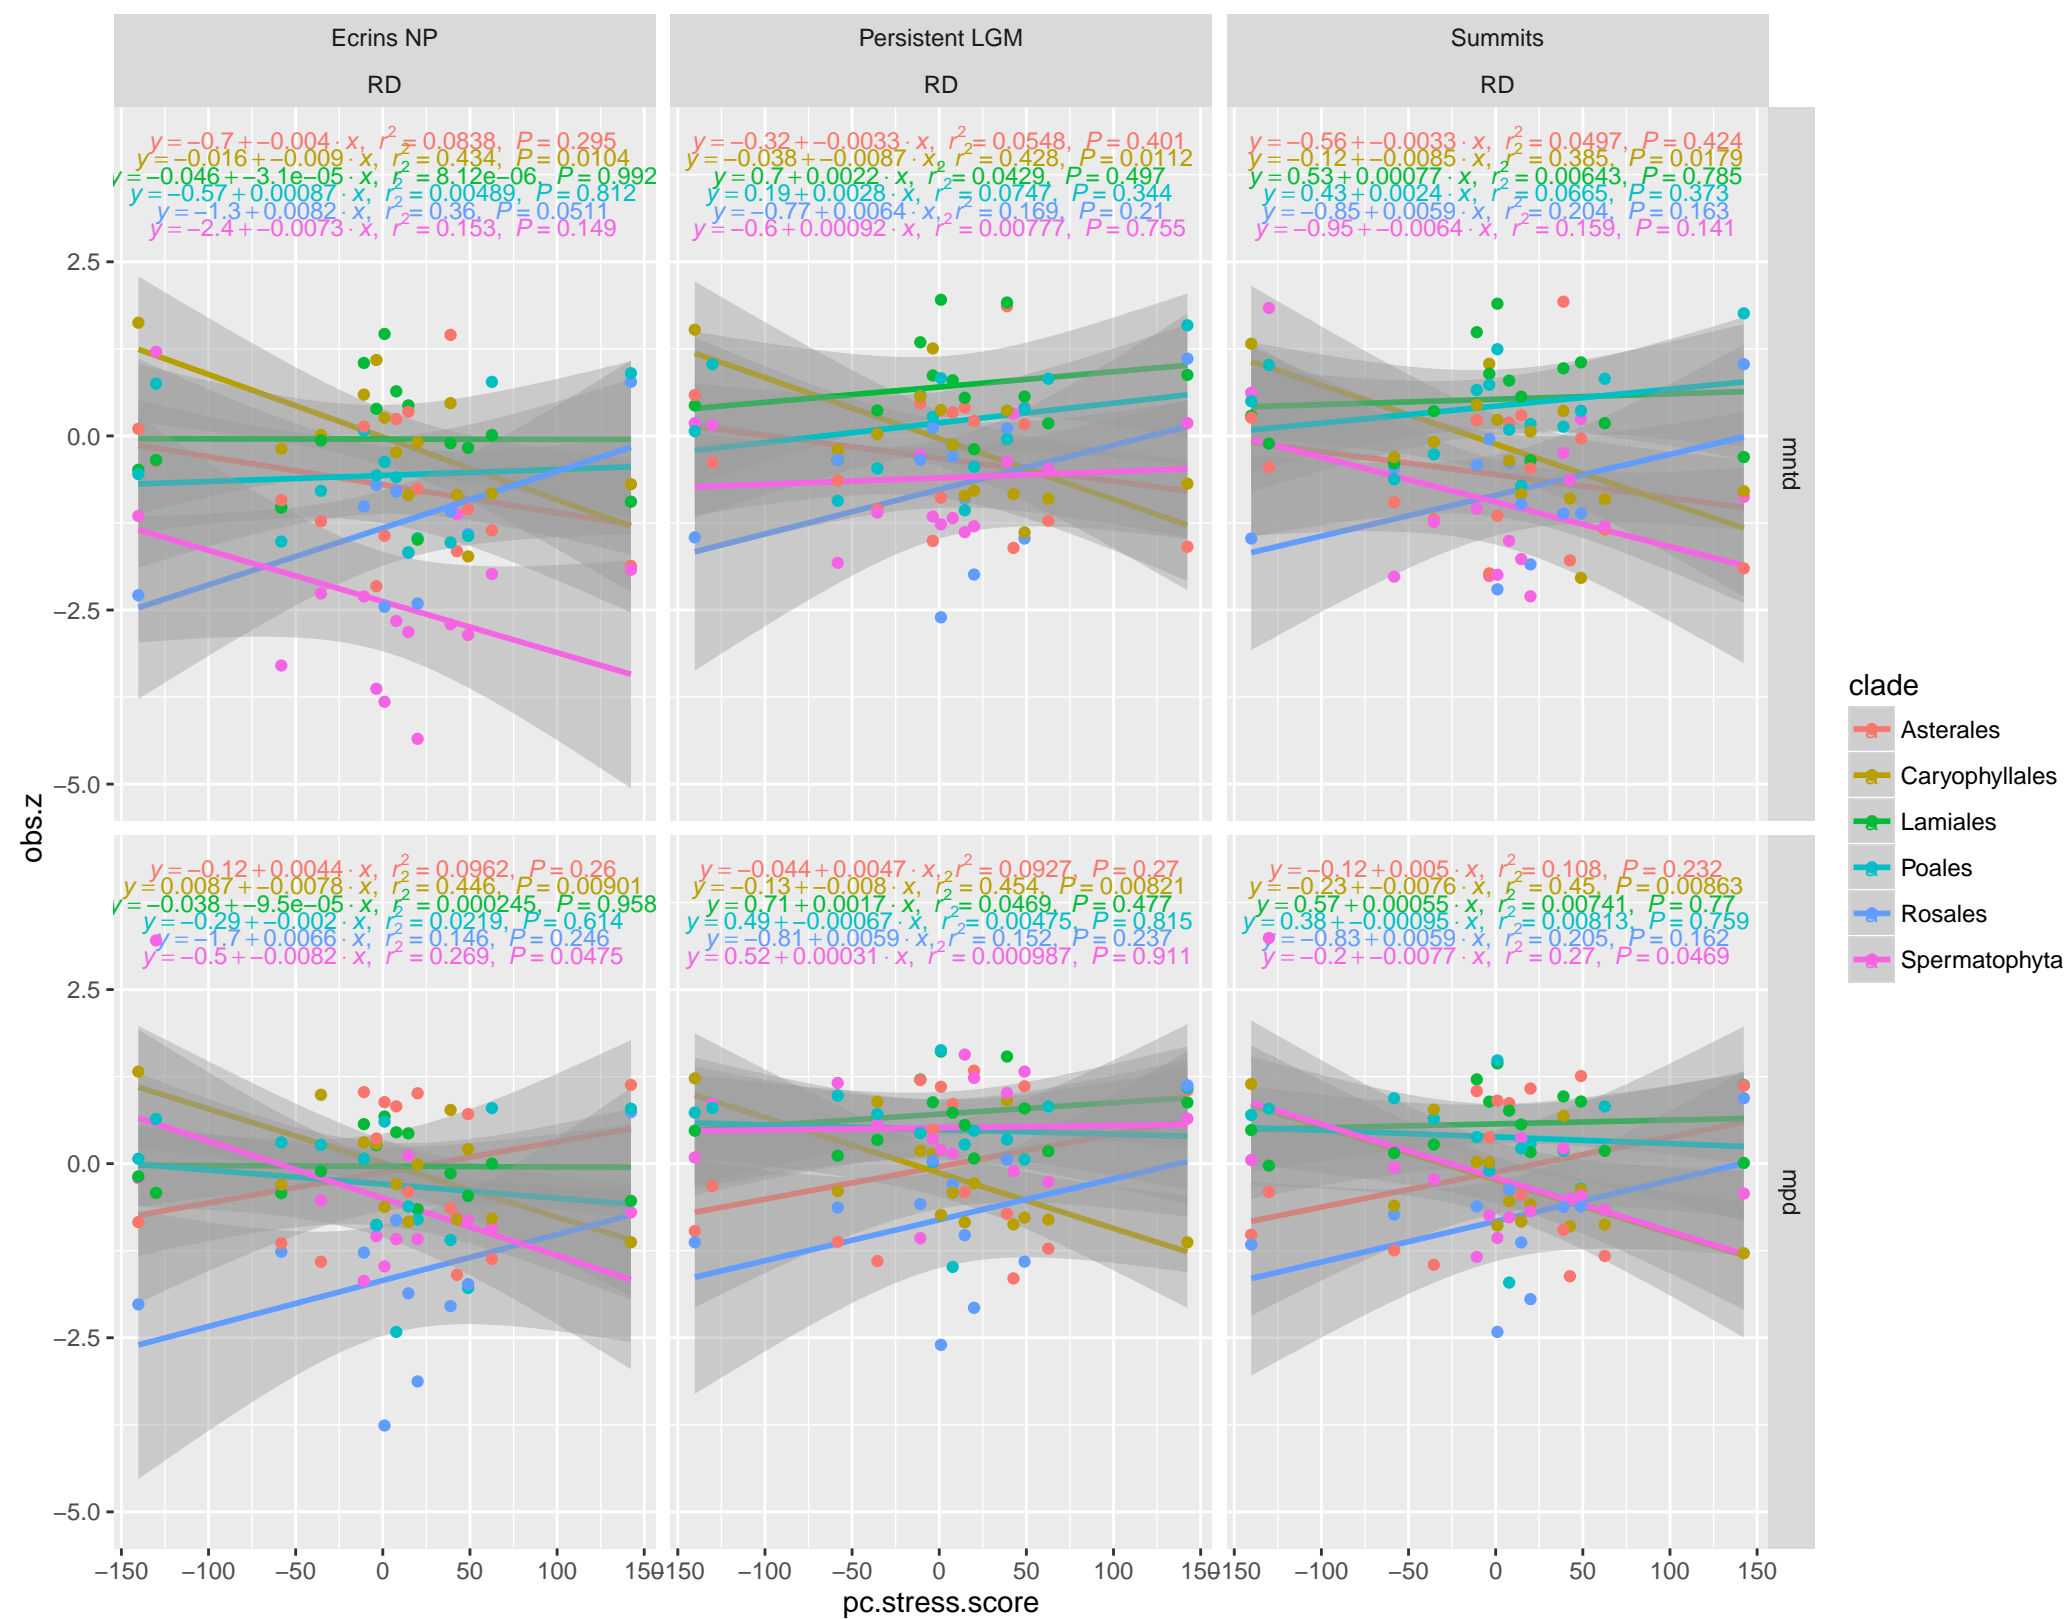 Ecrins NP
Persistent LGM
Summits
RD
RD
RD
y = −0.7 + −0.004 · x, r² = 0.0838, P = 0.295
y = −0.016 + −0.009 · x, r² = 0.434, P = 0.0104
y = −0.046 + −3.1e−05 · x, r² = 8.12e−06, P = 0.992
y = −0.57 + 0.00087 · x, r² = 0.00489, P = 0.812
y = −1.3 + 0.0082 · x, r² = 0.36, P = 0.0511
y = −2.4 + −0.0073 · x, r² = 0.153, P = 0.149
y = −0.32 + −0.0033 · x, r² = 0.0548, P = 0.401
y = −0.038 + −0.0087 · x, r² = 0.428, P = 0.0112
y = 0.7 + 0.0022 · x, r² = 0.0429, P = 0.497
y = 0.19 + 0.0028 · x, r² = 0.0747, P = 0.344
y = −0.77 + 0.0064 · x, r² = 0.169, P = 0.21
y = −0.6 + 0.00092 · x, r² = 0.00777, P = 0.755
y = −0.56 + −0.0033 · x, r² = 0.0497, P = 0.424
y = −0.12 + −0.0085 · x, r² = 0.385, P = 0.0179
y = 0.53 + 0.00077 · x, r² = 0.00643, P = 0.785
y = 0.43 + 0.0024 · x, r² = 0.0665, P = 0.373
y = −0.85 + 0.0059 · x, r² = 0.204, P = 0.163
y = −0.95 + −0.0064 · x, r² = 0.159, P = 0.141
2.5
0.0
−2.5
−5.0
mntd
y = −0.12 + 0.0044 · x, r² = 0.0962, P = 0.26
y = 0.0087 + −0.0078 · x, r² = 0.446, P = 0.00901
y = −0.038 + −9.5e−05 · x, r² = 0.000245, P = 0.958
y = −0.29 + −0.002 · x, r² = 0.0219, P = 0.614
y = −1.7 + 0.0066 · x, r² = 0.146, P = 0.246
y = −0.5 + −0.0082 · x, r² = 0.269, P = 0.0475
y = −0.044 + 0.0047 · x, r² = 0.0927, P = 0.27
y = −0.13 + −0.008 · x, r² = 0.454, P = 0.00821
y = 0.71 + 0.0017 · x, r² = 0.0469, P = 0.477
y = 0.49 + −0.00067 · x, r² = 0.00475, P = 0.815
y = −0.81 + 0.0059 · x, r² = 0.152, P = 0.237
y = 0.52 + 0.00031 · x, r² = 0.000987, P = 0.911
y = −0.12 + 0.005 · x, r² = 0.108, P = 0.232
y = −0.23 + −0.0076 · x, r² = 0.45, P = 0.00863
y = 0.57 + 0.00055 · x, r² = 0.00741, P = 0.77
y = 0.38 + −0.00095 · x, r² = 0.00813, P = 0.759
y = −0.83 + 0.0059 · x, r² = 0.205, P = 0.162
y = −0.2 + −0.0077 · x, r² = 0.27, P = 0.0469
2.5
0.0
−2.5
−5.0
mpd
obs.z
−150 −100 −50 0 50 100 150
−150 −100 −50 0 50 100 150
−150 −100 −50 0 50 100 150
pc.stress.score
clade
Asterales
Caryophyllales
Lamiales
Poales
Rosales
Spermatophyta